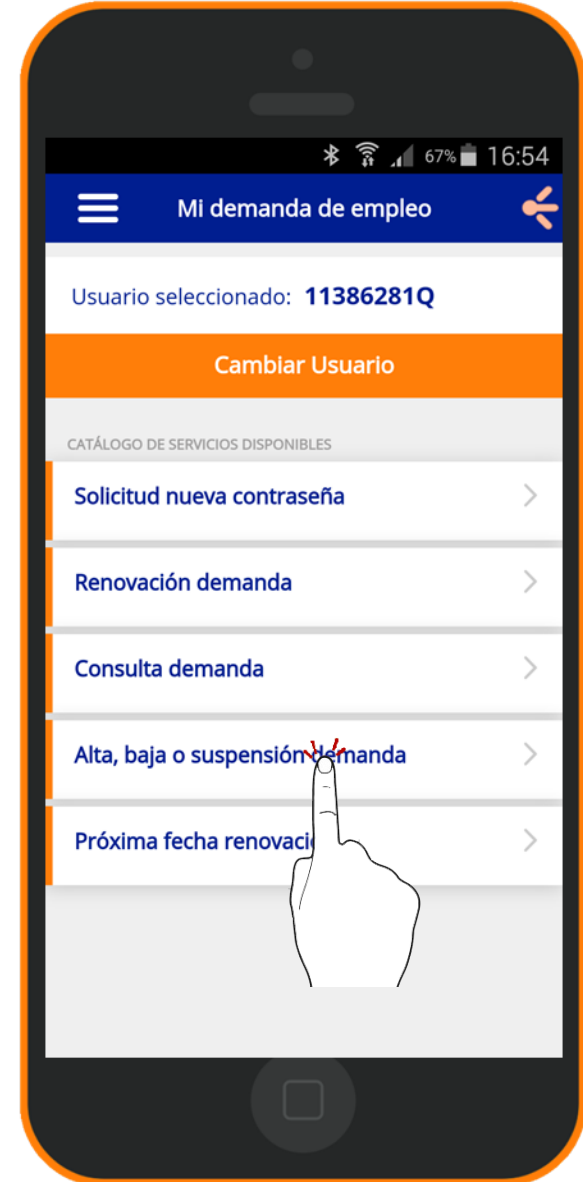 67% 16:54
Mi demanda de empleo
Usuario seleccionado: 11386281Q
Cambiar Usuario
CATÁLOGO DE SERVICIOS DISPONIBLES
Solicitud nueva contraseña
Renovación demanda
Consulta demanda
Alta, baja o suspensión demanda
Próxima fecha renovaci